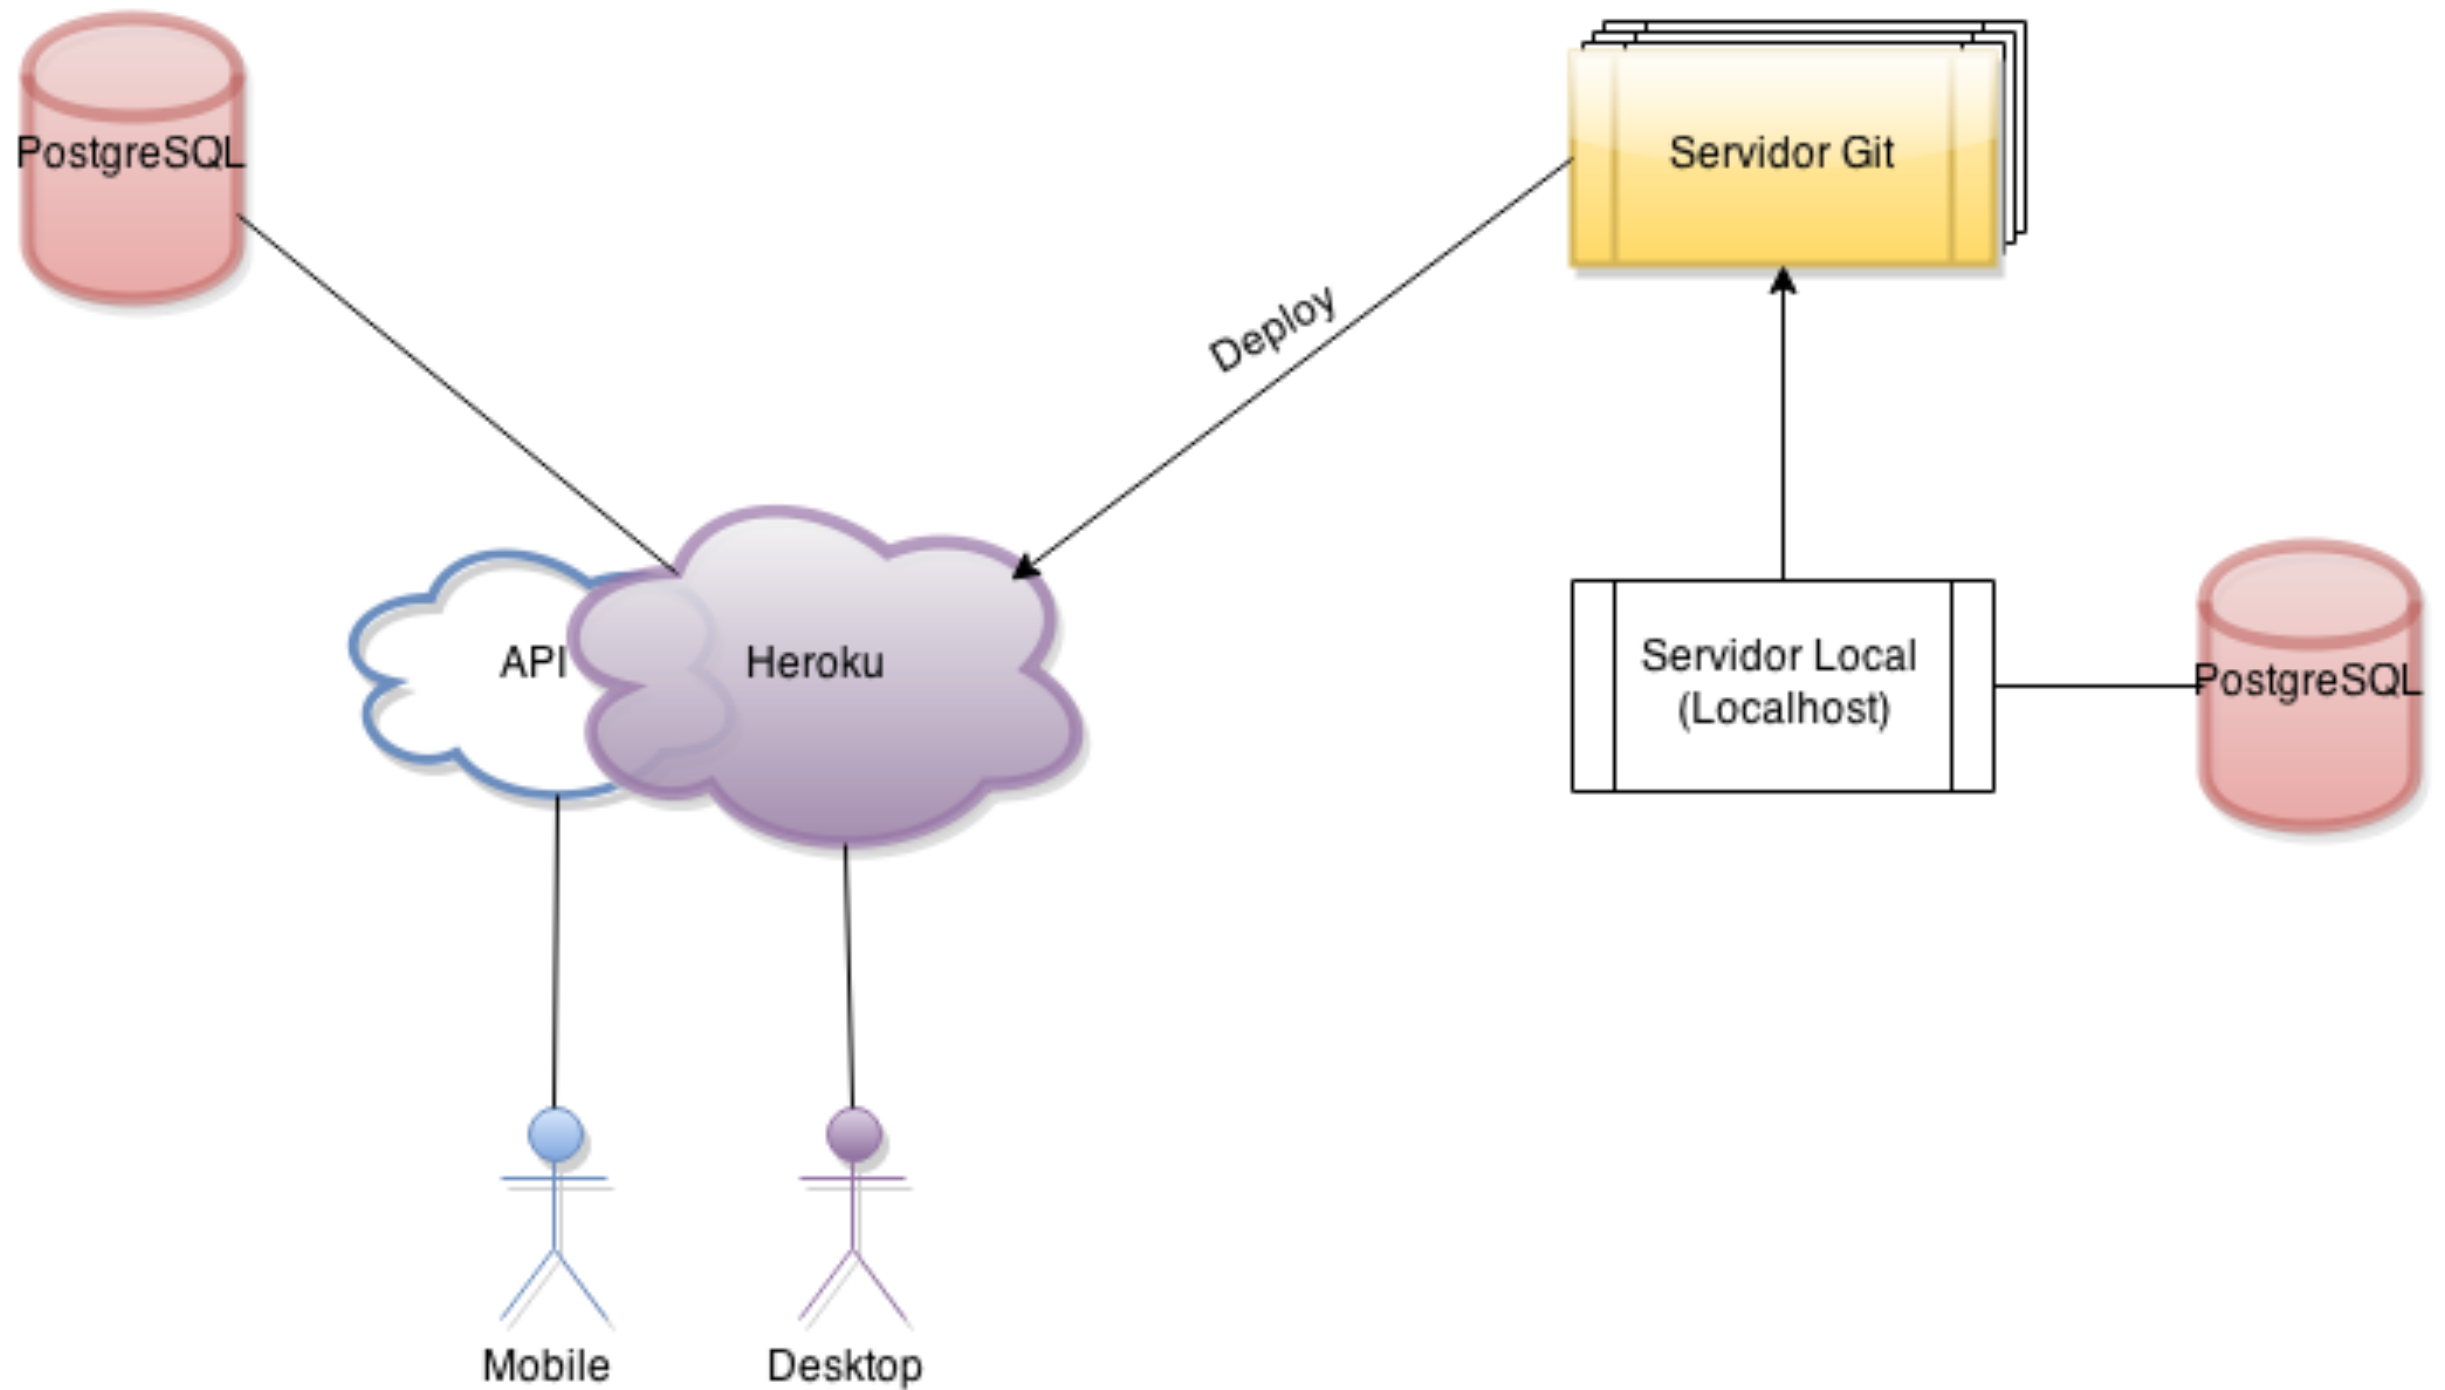 PostgreSQL
Servidor Git
Deploy
API
Heroku
Servidor Local
(Localhost)
PostgreSQL
Mobile
Desktop